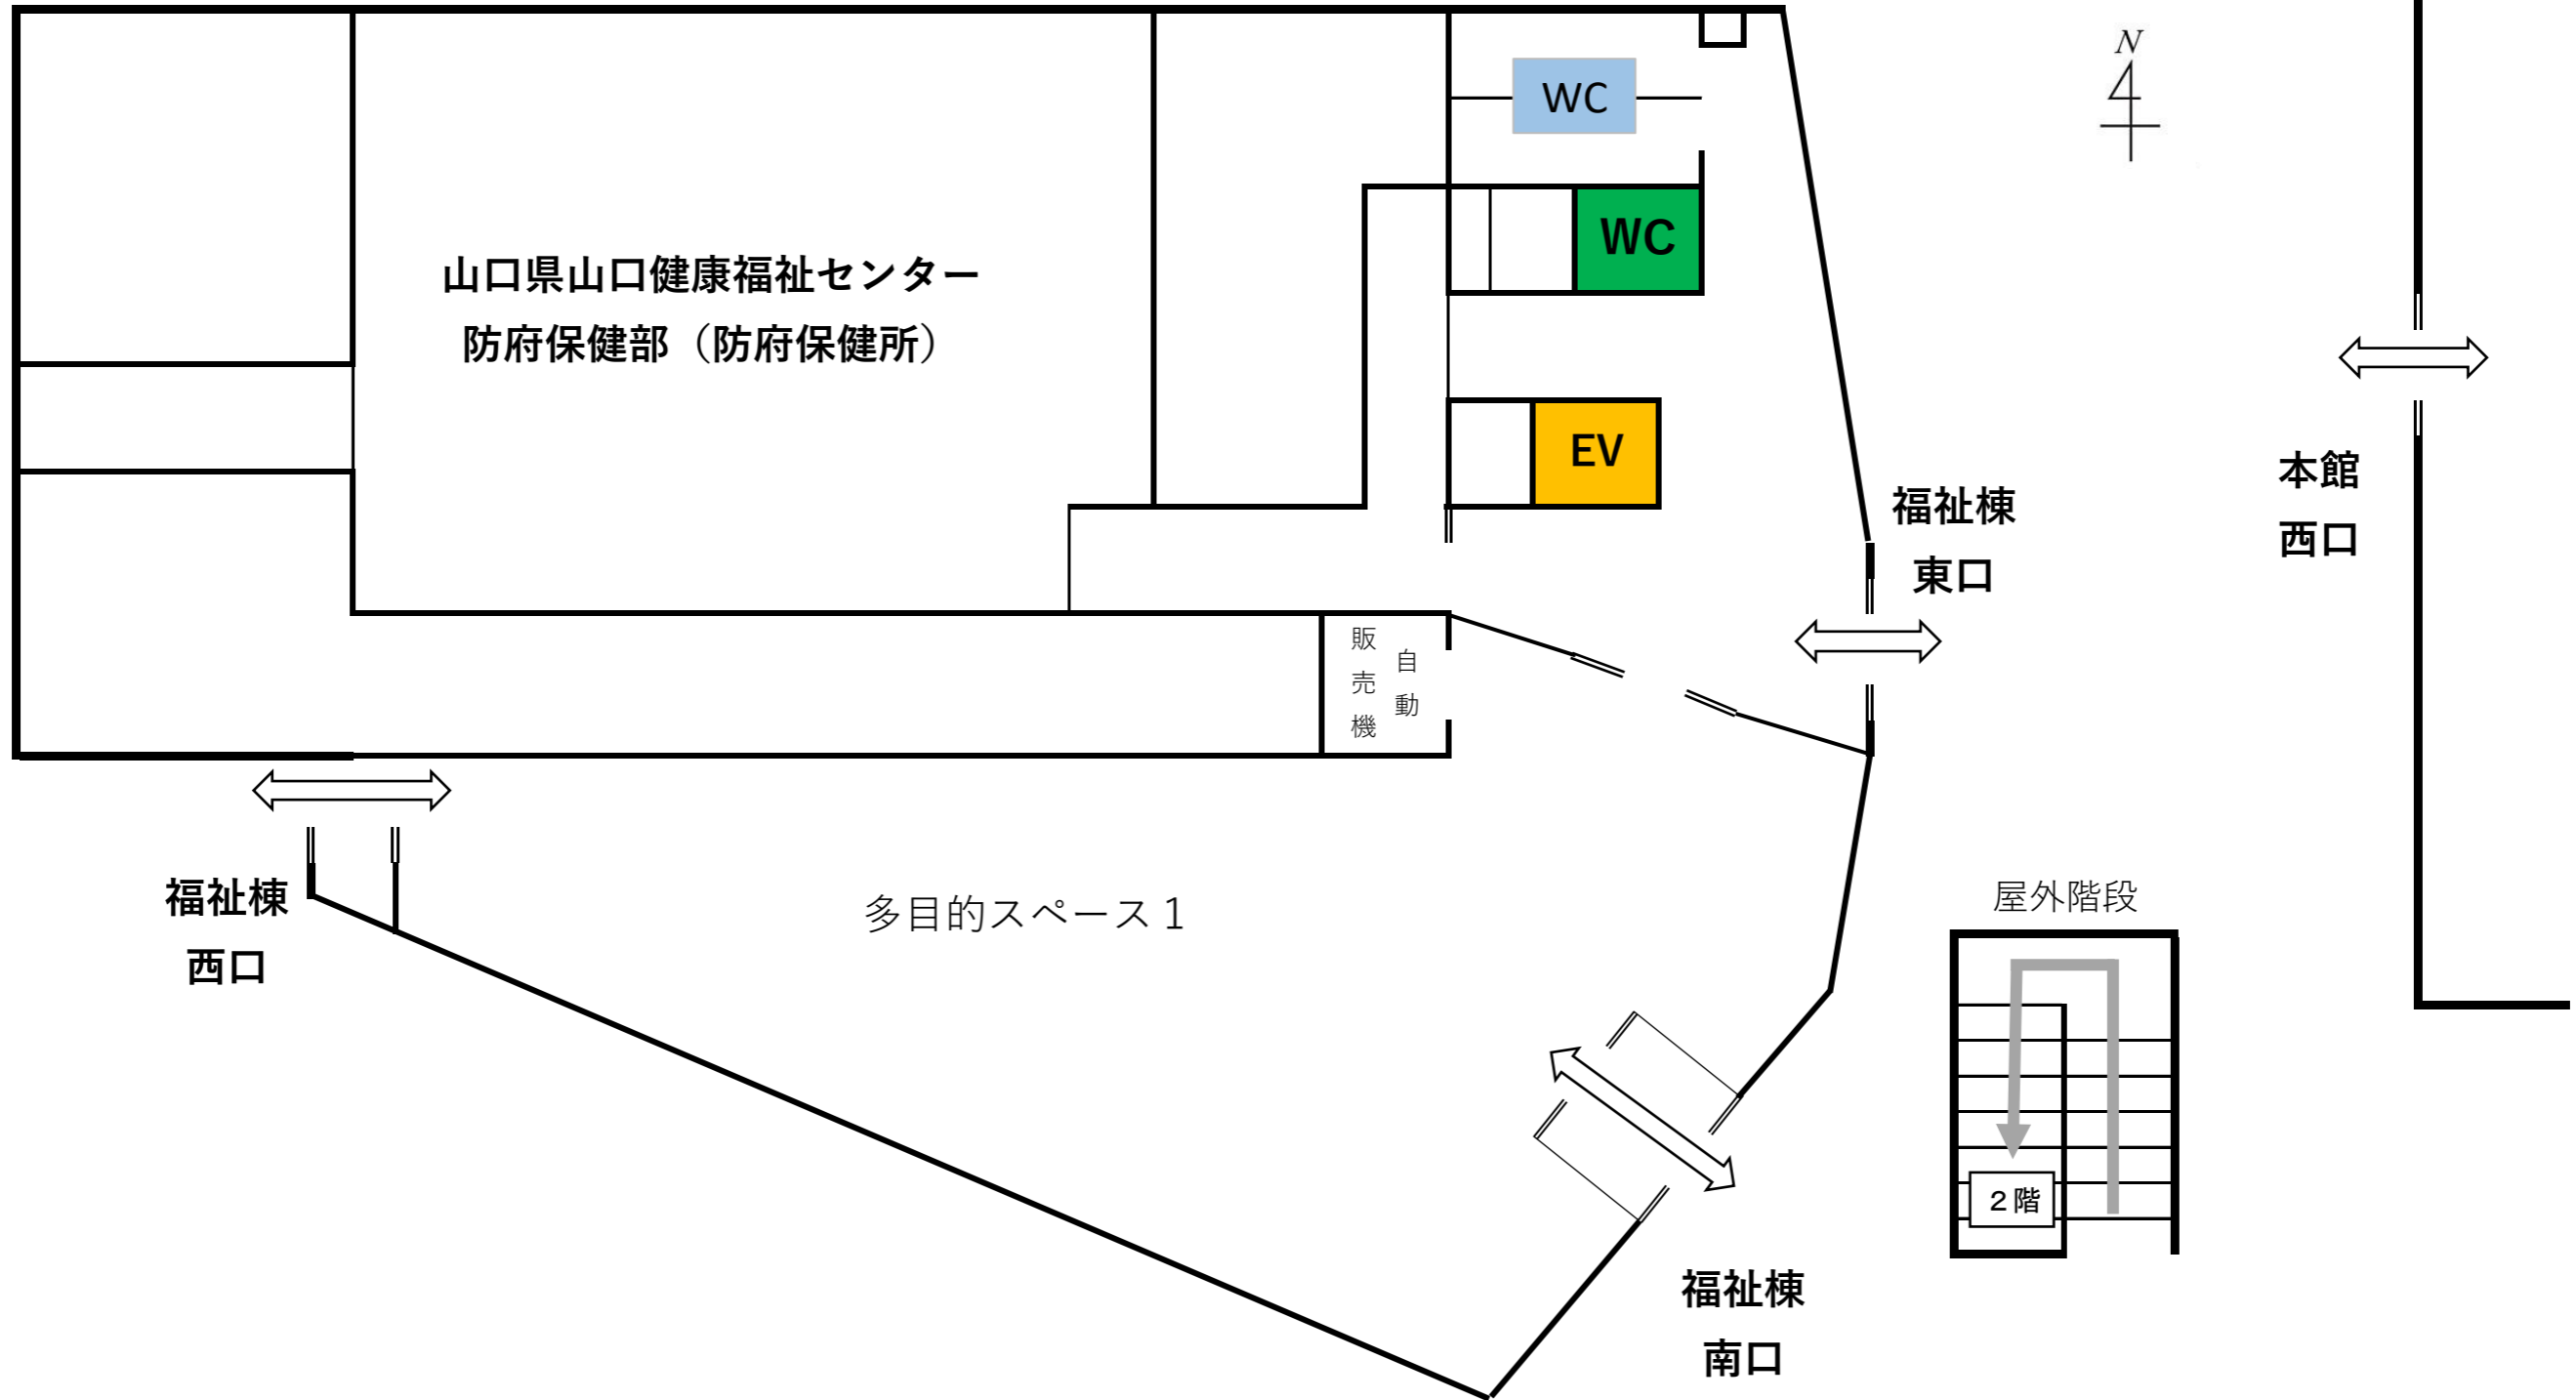 N
WC
WC
山口県山口健康福祉センター
防府保健部（防府保健所）
EV
本館
西口
福祉棟
東口
自動
販売機
福祉棟
西口
多目的スペース１
屋外階段
２階
福祉棟
南口